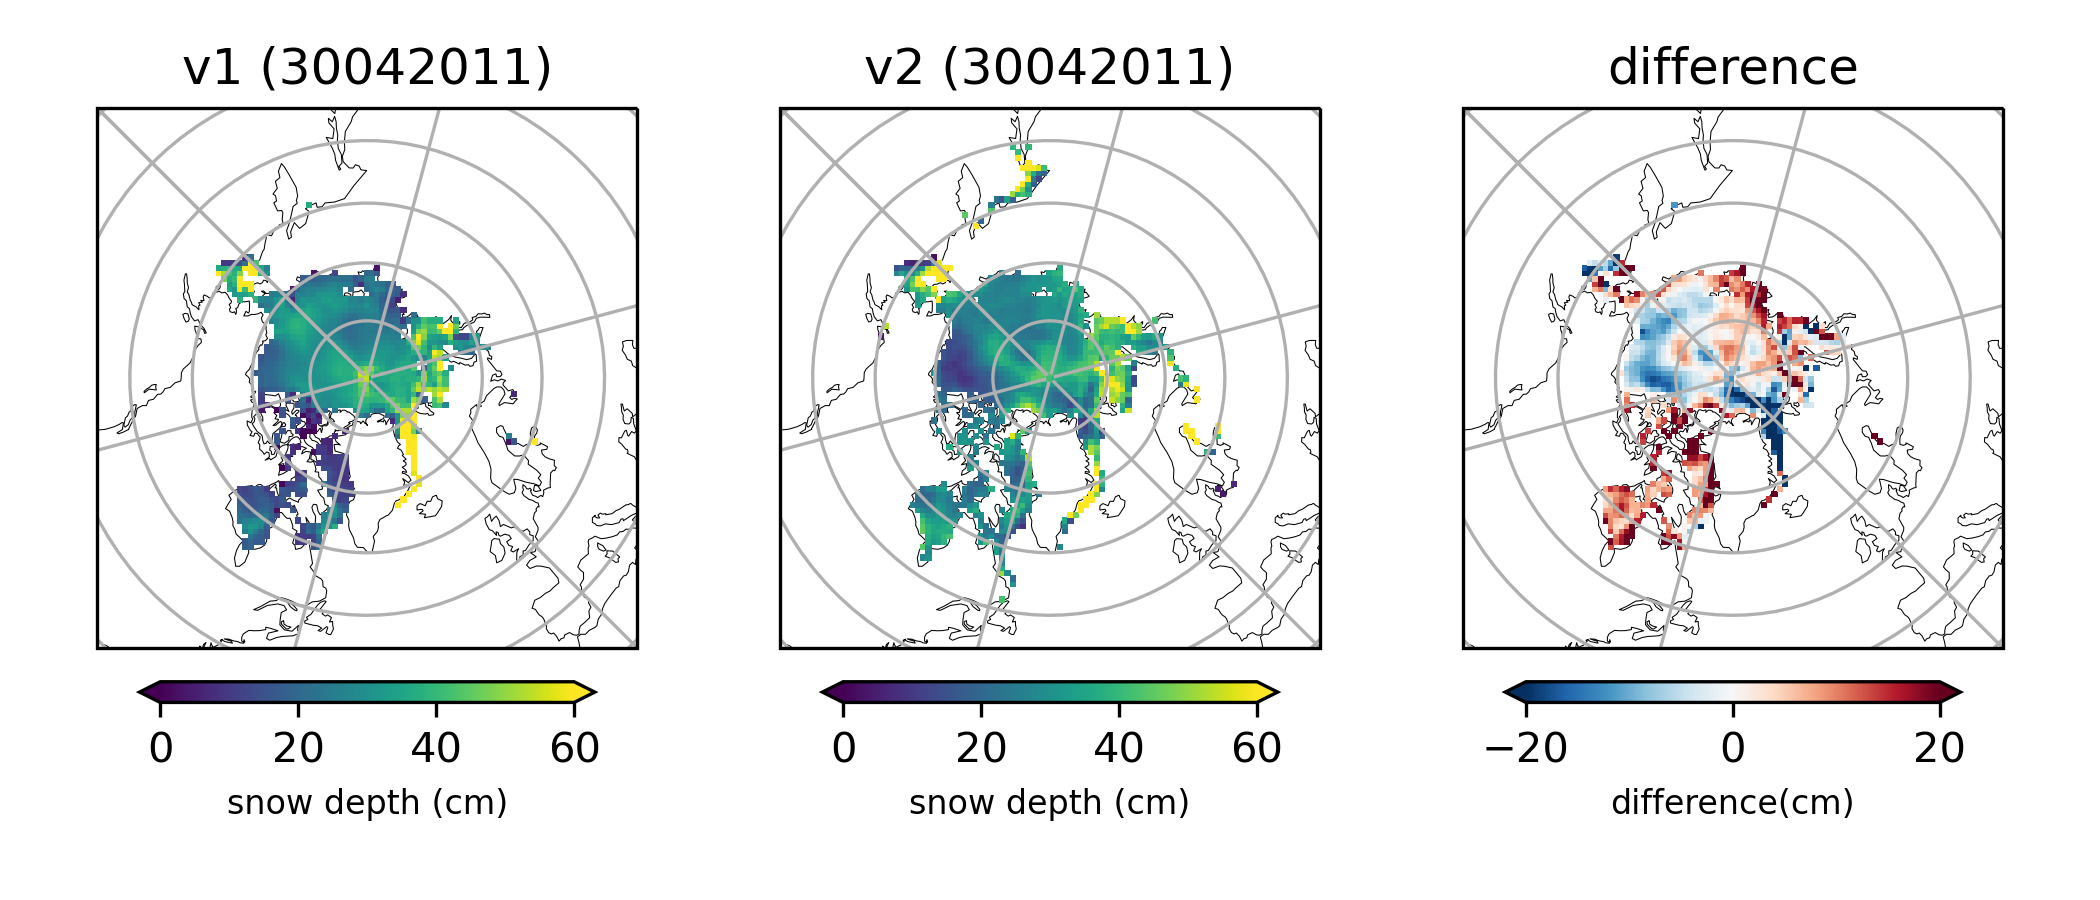 v1 (30042011)
v2 (30042011)
difference
0 20 40 60
snow depth (cm)
0 20 40 60
snow depth (cm)
−20 0 20
difference(cm)